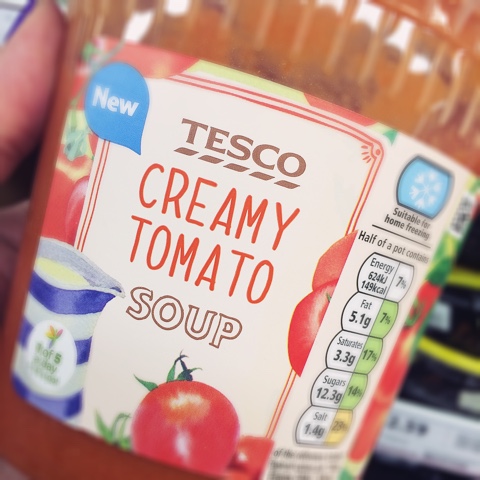 New
TESCO
CREAMY
TOMATO
SOUP
Suitable for
home freezing
Half of a pot contains
Energy
624kJ
149kcal
7%
Fat
5.1g
7%
Saturates
3.3g
17%
Sugars
12.3g
14%
Salt
1.4g